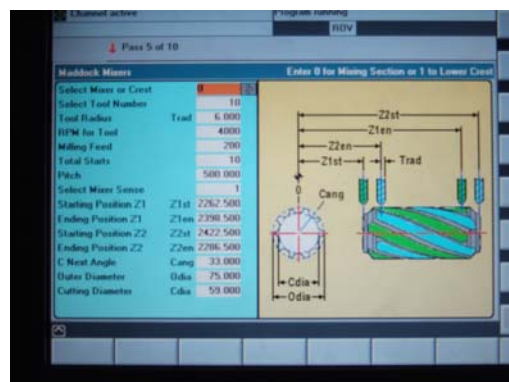 Channel active Program running
ROV
Pass 5 of 10
Maddock Mixers Enter 0 for Mixing Section or 1 to Lower Crest
Select Mixer or Crest 0
Select Tool Number 10
Tool Radius Trad 6.000
RPM for Tool 4000
Milling Feed 200
Total Starts 10
Pitch 500.000
Select Mixer Sense 1
Starting Position Z1 Z1st 2262.500
Ending Position Z1 Z1en 2398.500
Starting Position Z2 Z2st 2422.500
Ending Position Z2 Z2en 2286.500
C Next Angle Cang 33.000
Outer Diameter Odia 75.000
Cutting Diameter Cdia 59.000
Z2st
Z1en
Z2en
Z1st Trad
0 Cang
Cdia
Odia